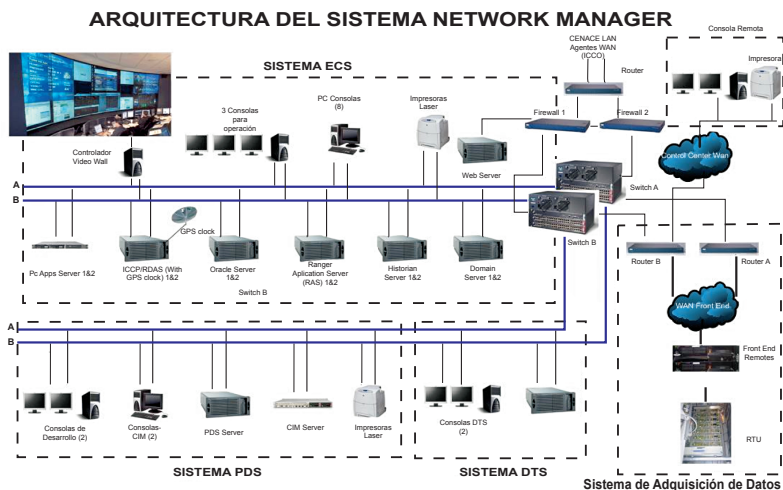 ARQUITECTURA DEL SISTEMA NETWORK MANAGER
CENACE LAN
Agentes WAN
(ICCO)
Consola Remota
Router
Impresora
SISTEMA ECS
3 Consolas
para
operación
PC Consolas
(8)
Impresoras
Laser
Firewall 1
Firewall 2
Controlador
Video Wall
Web Server
Control Center Wan
Switch A
A
B
GPS clock
Switch B
Pc Apps Server 1&2
ICCP/RDAS (With
GPS clock) 1&2
Oracle Server
1&2
Ranger
Aplication Server
(RAS) 1&2
Historian
Server 1&2
Domain
Server 1&2
Switch B
Router B
Router A
WAN Front End
A
B
Front End
Remotes
Consolas de
Desarrollo (2)
Consolas-
CIM (2)
PDS Server
CIM Server
Impresoras
Laser
Consolas DTS
(2)
RTU
SISTEMA PDS
SISTEMA DTS
Sistema de Adquisición de Datos